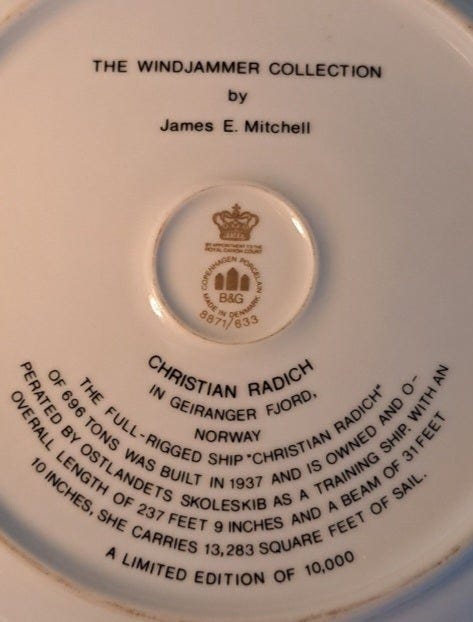 THE WINDJAMMER COLLECTION
by
James E. Mitchell
BY APPOINTMENT TO THE
ROYAL DANISH COURT
COPENHAGEN PORCELAIN
B&G
MADE IN DENMARK
8871/633
CHRISTIAN RADICH
IN GEIRANGER FJORD,
NORWAY
THE FULL-RIGGED SHIP "CHRISTIAN RADICH"
OF 696 TONS WAS BUILT IN 1937 AND IS OWNED AND O-
PERATED BY OSTLANDETS SKOLESKIB AS A TRAINING SHIP. WITH AN
OVERALL LENGTH OF 237 FEET 9 INCHES AND A BEAM OF 31 FEET
10 INCHES, SHE CARRIES 13,283 SQUARE FEET OF SAIL.
A LIMITED EDITION OF 10,000